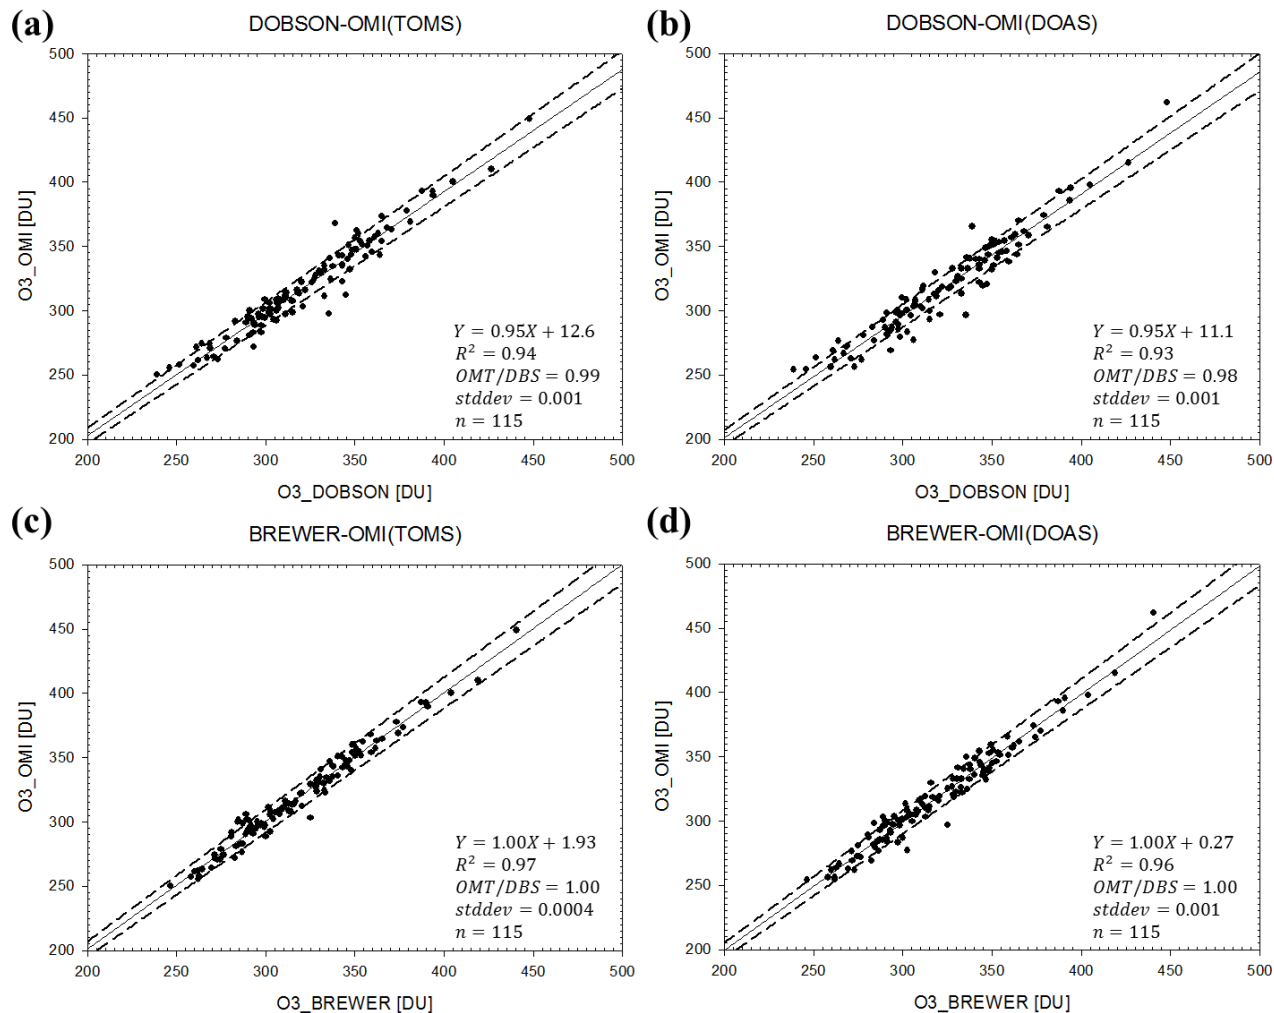 (a)
DOBSON-OMI(TOMS)
500
450
400
350
300
250
200
O3_OMI [DU]
Y = 0.95X + 12.6
R² = 0.94
OMT/DBS = 0.99
stddev = 0.001
n = 115
200 250 300 350 400 450 500
O3_DOBSON [DU]
(b)
DOBSON-OMI(DOAS)
500
450
400
350
300
250
200
O3_OMI [DU]
Y = 0.95X + 11.1
R² = 0.93
OMT/DBS = 0.98
stddev = 0.001
n = 115
200 250 300 350 400 450 500
O3_DOBSON [DU]
(c)
BREWER-OMI(TOMS)
500
450
400
350
300
250
200
O3_OMI [DU]
Y = 1.00X + 1.93
R² = 0.97
OMT/DBS = 1.00
stddev = 0.0004
n = 115
200 250 300 350 400 450 500
O3_BREWER [DU]
(d)
BREWER-OMI(DOAS)
500
450
400
350
300
250
200
O3_OMI [DU]
Y = 1.00X + 0.27
R² = 0.96
OMT/DBS = 1.00
stddev = 0.001
n = 115
200 250 300 350 400 450 500
O3_BREWER [DU]